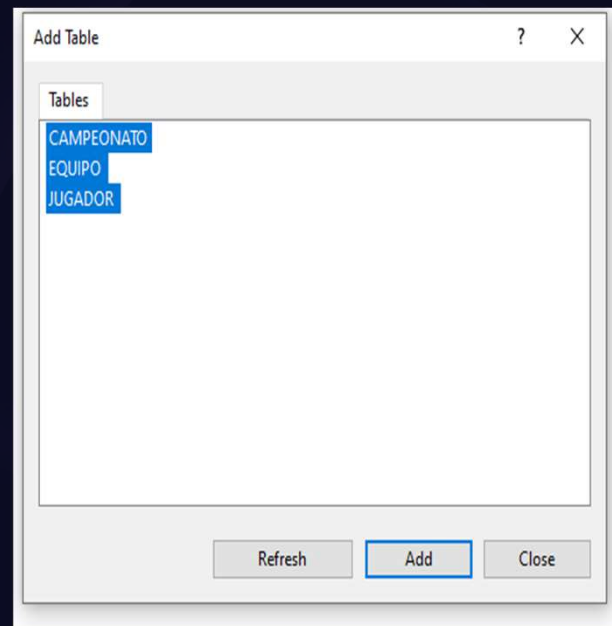 Add Table
?
X
Tables
CAMPEONATO
EQUIPO
JUGADOR
Refresh
Add
Close